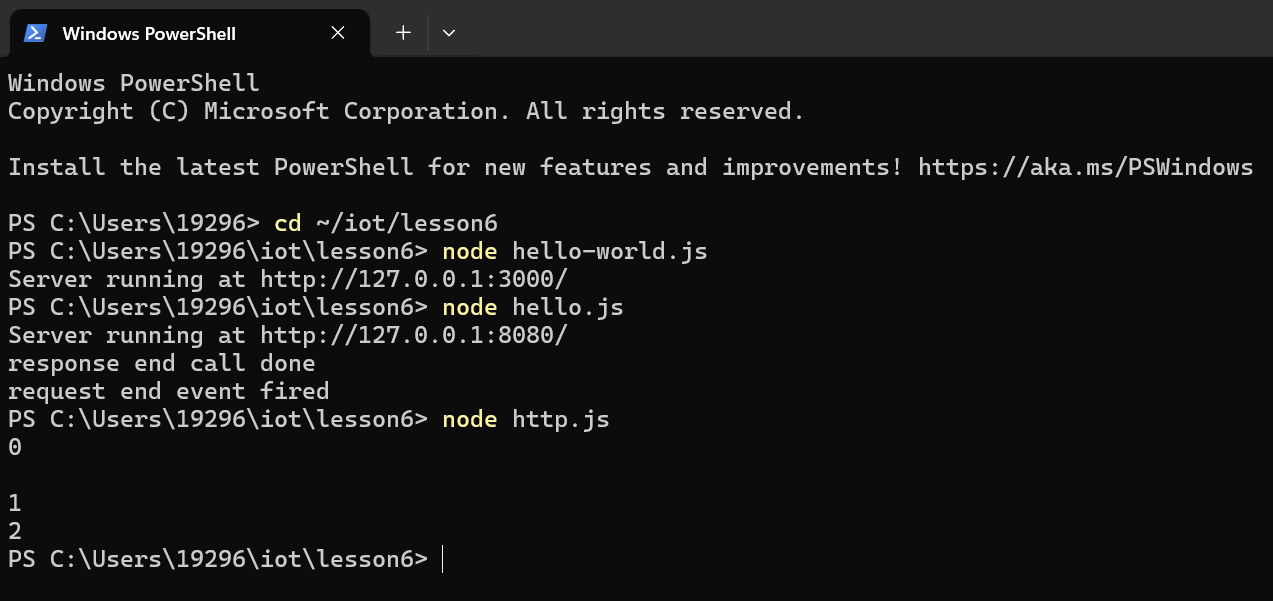 Windows PowerShell
Windows PowerShell
Copyright (C) Microsoft Corporation. All rights reserved.
Install the latest PowerShell for new features and improvements! https://aka.ms/PSWindows
PS C:\Users\19296> cd ~/iot/lesson6
PS C:\Users\19296\iot\lesson6> node hello-world.js
Server running at http://127.0.0.1:3000/
PS C:\Users\19296\iot\lesson6> node hello.js
Server running at http://127.0.0.1:8080/
response end call done
request end event fired
PS C:\Users\19296\iot\lesson6> node http.js
0
1
2
PS C:\Users\19296\iot\lesson6>